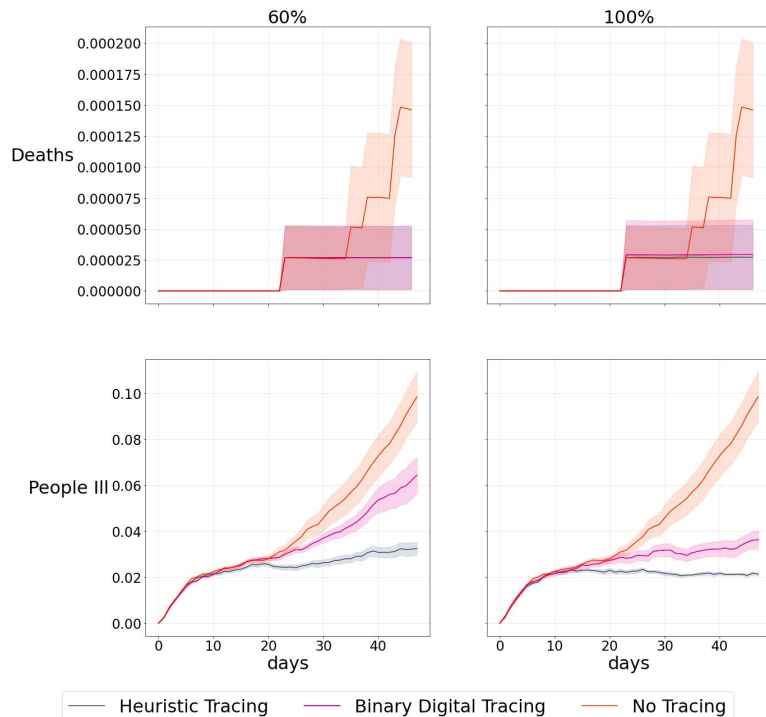 60% 100%
0.000200
0.000175
0.000150
0.000125
Deaths 0.000100
0.000075
0.000050
0.000025
0.000000
0.10
0.08
People III 0.06
0.04
0.02
0.00
0 10 20 30 40 0 10 20 30 40
days days
Heuristic Tracing Binary Digital Tracing No Tracing